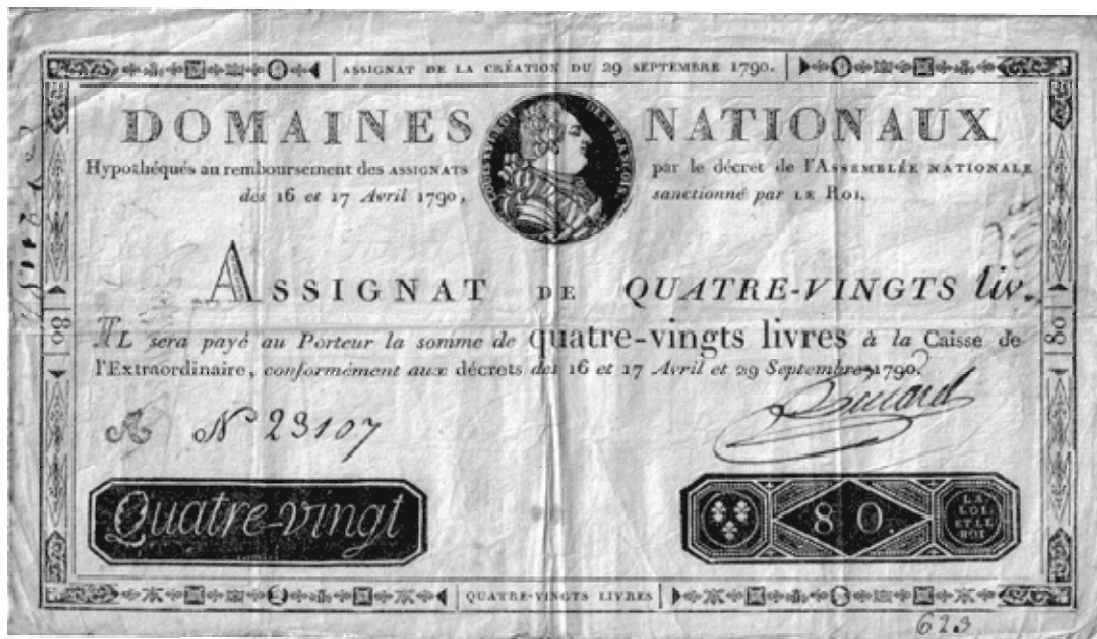 ASSIGNAT DE LA CRÉATION DU 29 SEPTEMBRE 1790.
DOMAINES NATIONAUX
Hypothéqués au remboursement des ASSIGNATS par le décret de l'ASSEMBLÉE NATIONALE
des 16 et 17 Avril 1790, sanctionné par LE ROI.
ASSIGNAT DE QUATRE-VINGTS liv.
IL sera payé au Porteur la somme de quatre-vingts livres à la Caisse de
l'Extraordinaire, conformément aux décrets des 16 et 17 Avril et 29 Septembre 1790.
80
80
A N° 23107
Quatre-vingt
80
LA
LOI
ET LE
ROI
QUATRE-VINGTS LIVRES
623